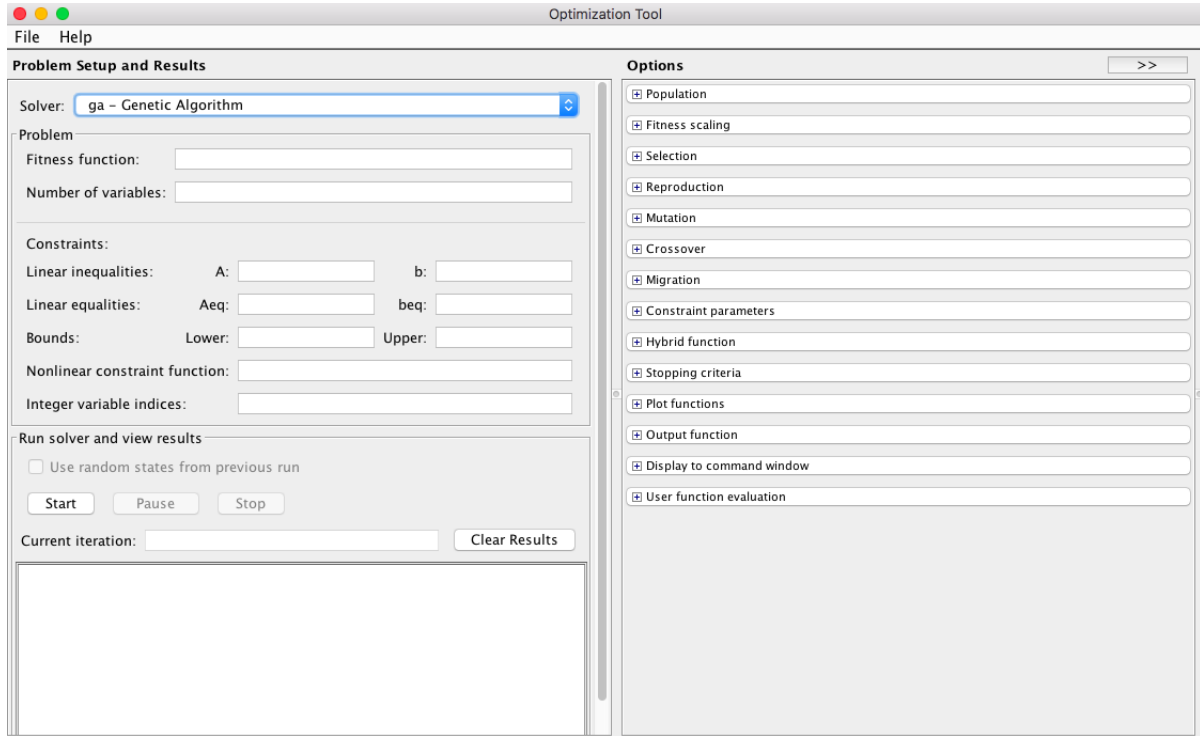 Optimization Tool
File Help
Problem Setup and Results
Solver: ga - Genetic Algorithm
Problem
Fitness function:
Number of variables:
Constraints:
Linear inequalities: A: b:
Linear equalities: Aeq: beq:
Bounds: Lower: Upper:
Nonlinear constraint function:
Integer variable indices:
Run solver and view results
Use random states from previous run
Start Pause Stop
Current iteration: Clear Results
Options >>
Population
Fitness scaling
Selection
Reproduction
Mutation
Crossover
Migration
Constraint parameters
Hybrid function
Stopping criteria
Plot functions
Output function
Display to command window
User function evaluation